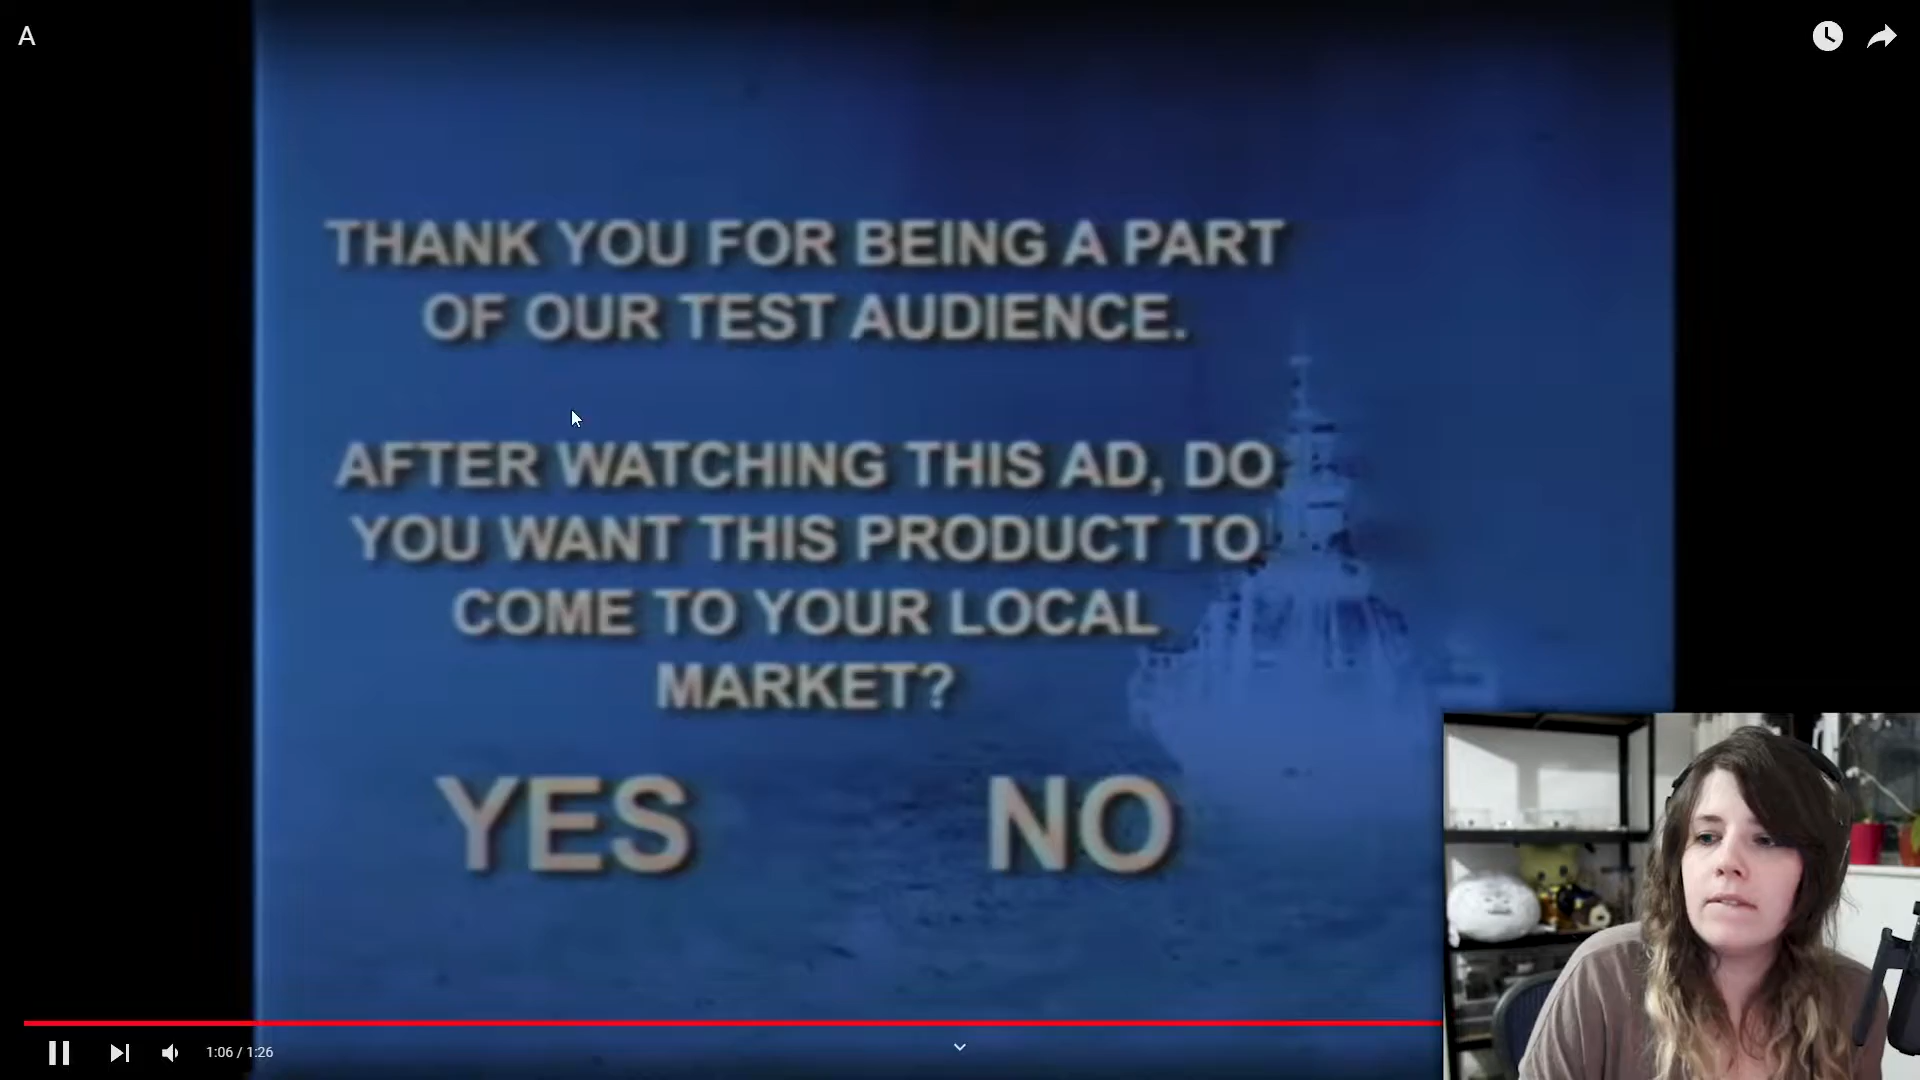 A
THANK YOU FOR BEING A PART
OF OUR TEST AUDIENCE.
AFTER WATCHING THIS AD, DO
YOU WANT THIS PRODUCT TO
COME TO YOUR LOCAL
MARKET?
YES NO
1:06 / 1:26